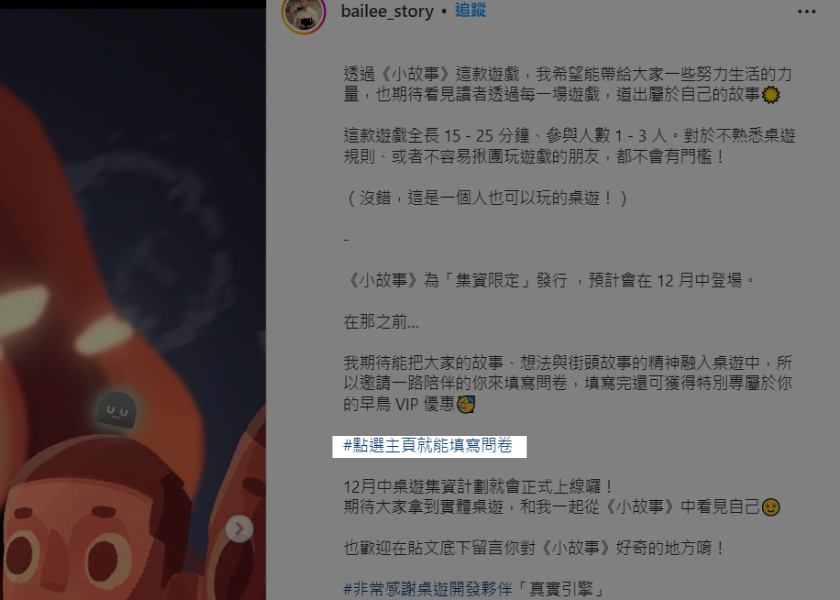 bailee_story • 追蹤
透過《小故事》這款遊戲，我希望能帶給大家一些努力生活的力
量，也期待看見讀者透過每一場遊戲，道出屬於自己的故事
這款遊戲全長 15 - 25 分鐘、參與人數 1 - 3 人。對於不熟悉桌遊
規則、或者不容易揪團玩遊戲的朋友，都不會有門檻！
（沒錯，這是一個人也可以玩的桌遊！）
-
《小故事》為「集資限定」發行 ，預計會在 12 月中登場。
在那之前...
我期待能把大家的故事、想法與街頭故事的精神融入桌遊中，所
以邀請一路陪伴的你來填寫問卷，填寫完還可獲得特別專屬於你
的早鳥 VIP 優惠
#點選主頁就能填寫問卷
12月中桌遊集資計劃就會正式上線囉！
期待大家拿到實體桌遊，和我一起從《小故事》中看見自己
也歡迎在貼文底下留言你對《小故事》好奇的地方唷！
#非常感謝桌遊開發夥伴「真實引擎」